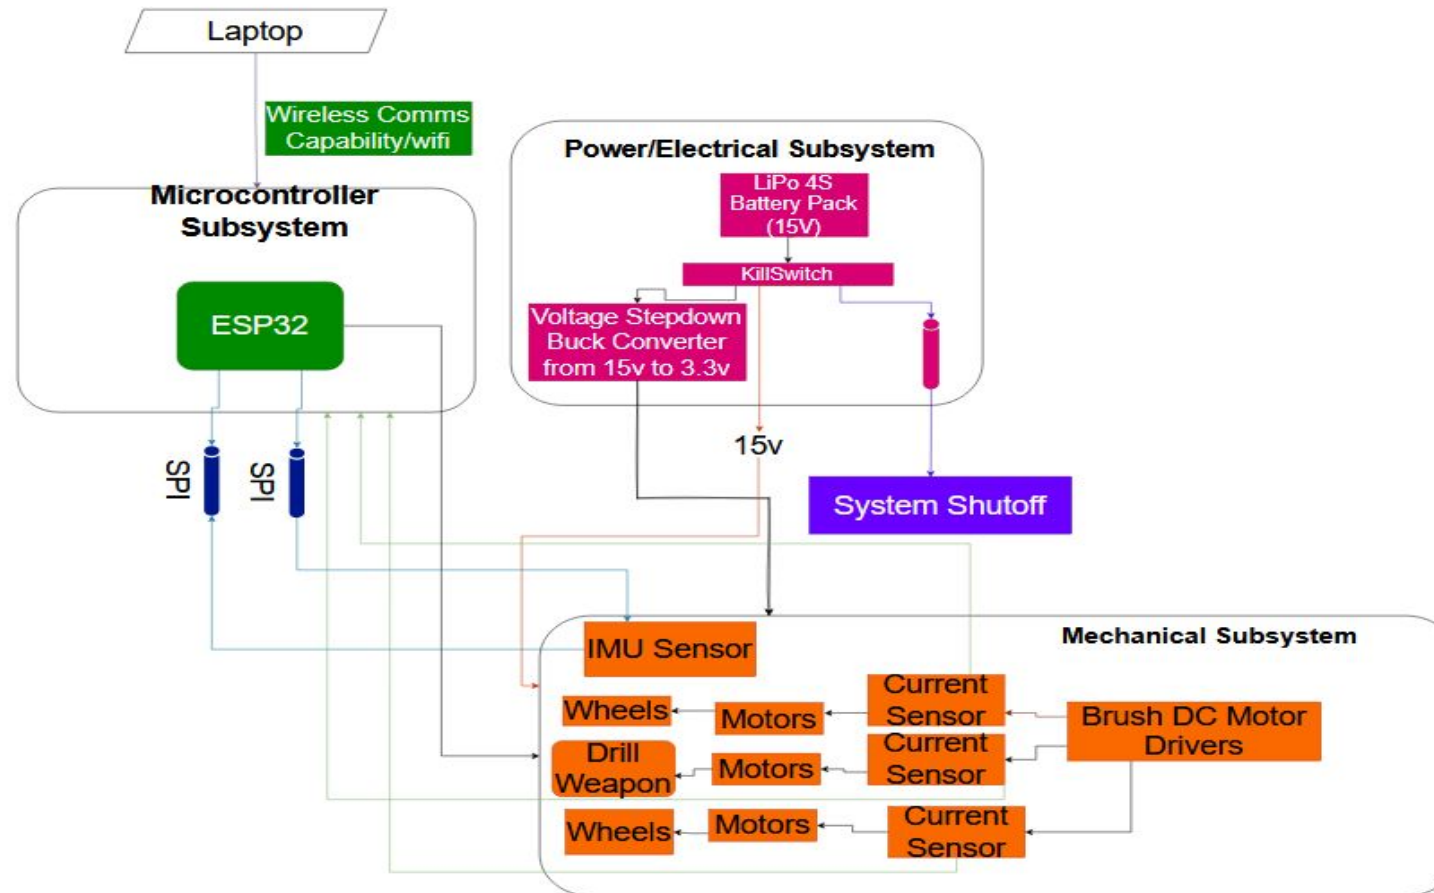 Laptop
Wireless Comms
Capability/wifi
Microcontroller
Subsystem
ESP32
SPI
SPI
Power/Electrical Subsystem
LiPo 4S
Battery Pack
(15V)
KillSwitch
Voltage Stepdown
Buck Converter
from 15v to 3.3v
15v
System Shutoff
Mechanical Subsystem
IMU Sensor
Wheels
Motors
Current
Sensor
Brush DC Motor
Drivers
Drill
Weapon
Motors
Current
Sensor
Wheels
Motors
Current
Sensor